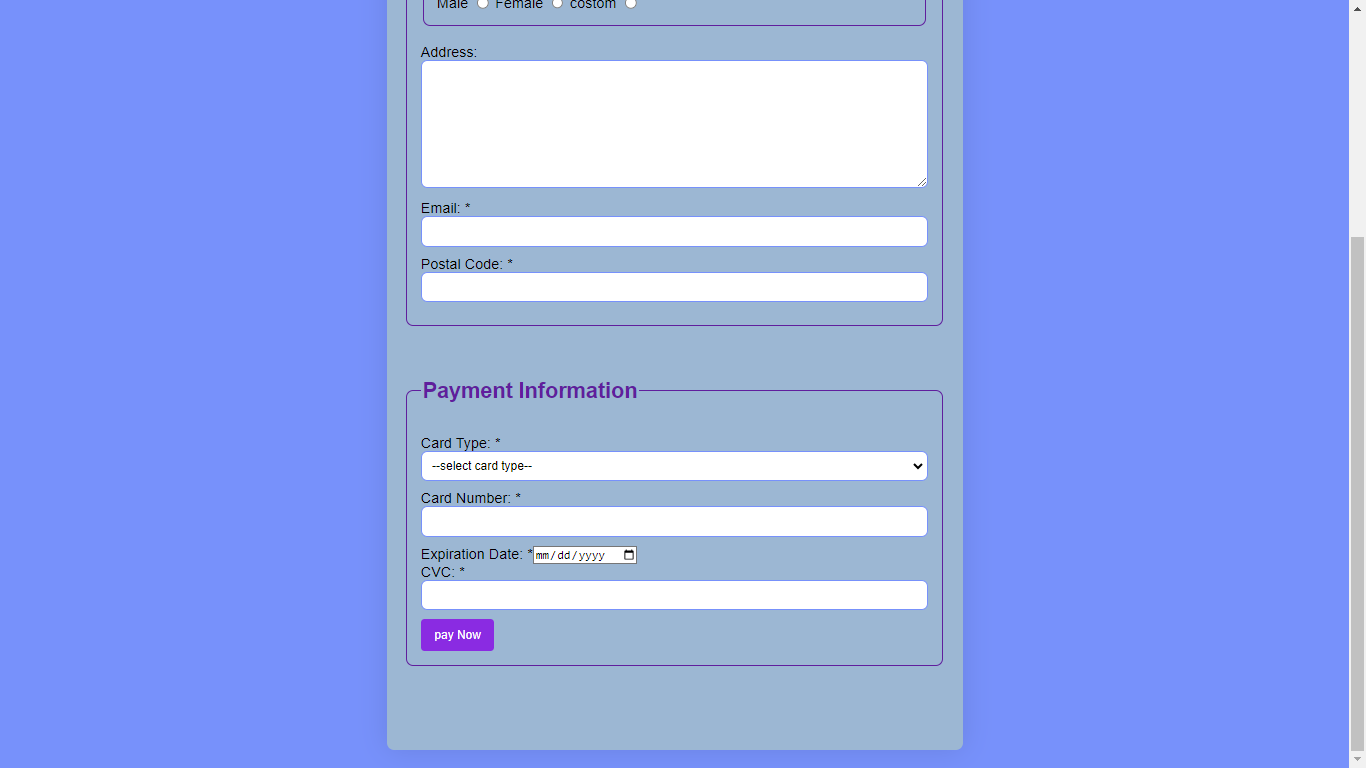 Male Female costom
Address:
Email: *
Postal Code: *
Payment Information
Card Type: *
--select card type--
Card Number: *
Expiration Date: * mm/dd/yyyy
CVC: *
pay Now